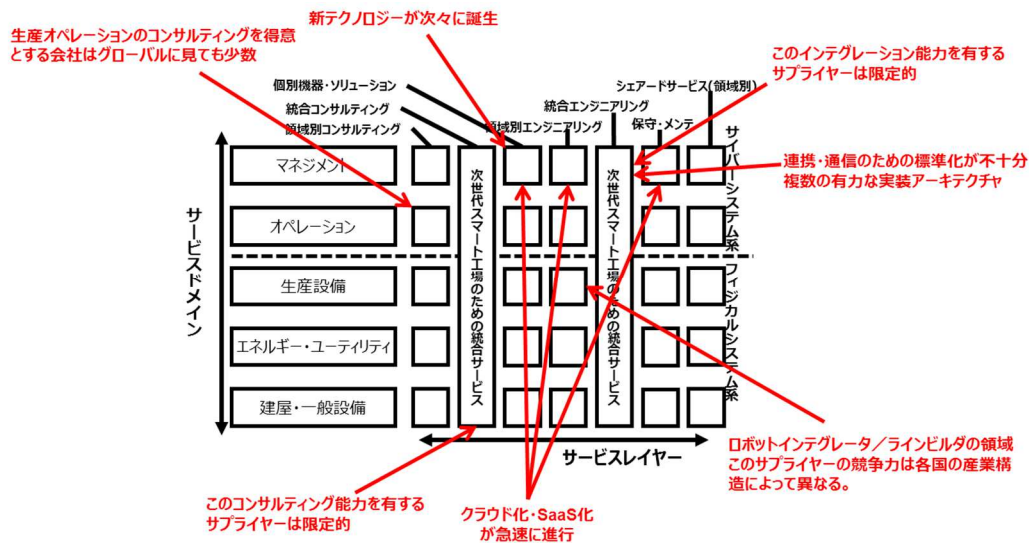 新テクノロジーが次々に誕生
生産オペレーションのコンサルティングを得意
とする会社はグローバルに見ても少数
このインテグレーション能力を有する
サプライヤーは限定的
個別機器・ソリューション
シェアードサービス(領域別)
統合コンサルティング
統合エンジニアリング
領域別コンサルティング
領域別エンジニアリング
保守・メンテ
サービスドメイン
マネジメント
オペレーション
生産設備
エネルギー・ユーティリティ
建屋・一般設備
次世代スマート工場のための統合サービス
次世代スマート工場のための統合サービス
サイバーシステム系
フィジカルシステム系
連携・通信のための標準化が不十分
複数の有力な実装アーキテクチャ
サービスレイヤー
ロボットインテグレータ／ラインビルダの領域
このサプライヤーの競争力は各国の産業構
造によって異なる。
このコンサルティング能力を有する
サプライヤーは限定的
クラウド化・SaaS化
が急速に進行